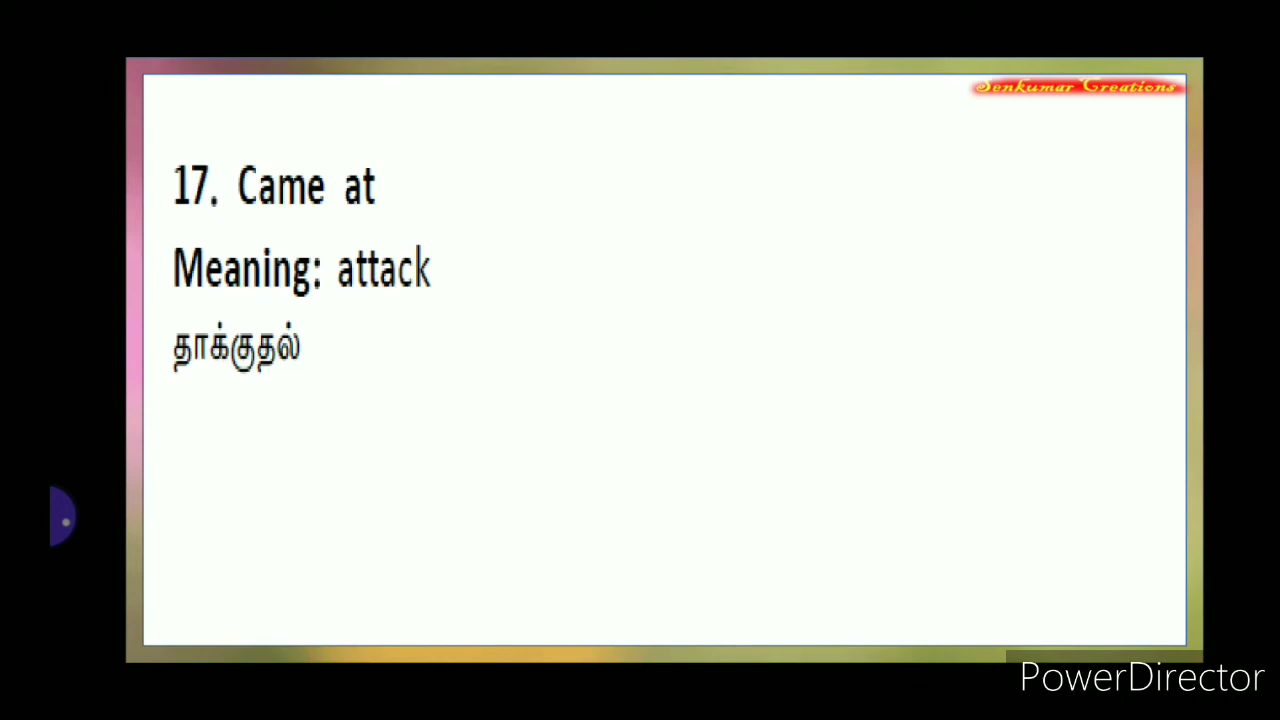 Senkumar Creations
17. Came at
Meaning: attack
தாக்குதல்
PowerDirector